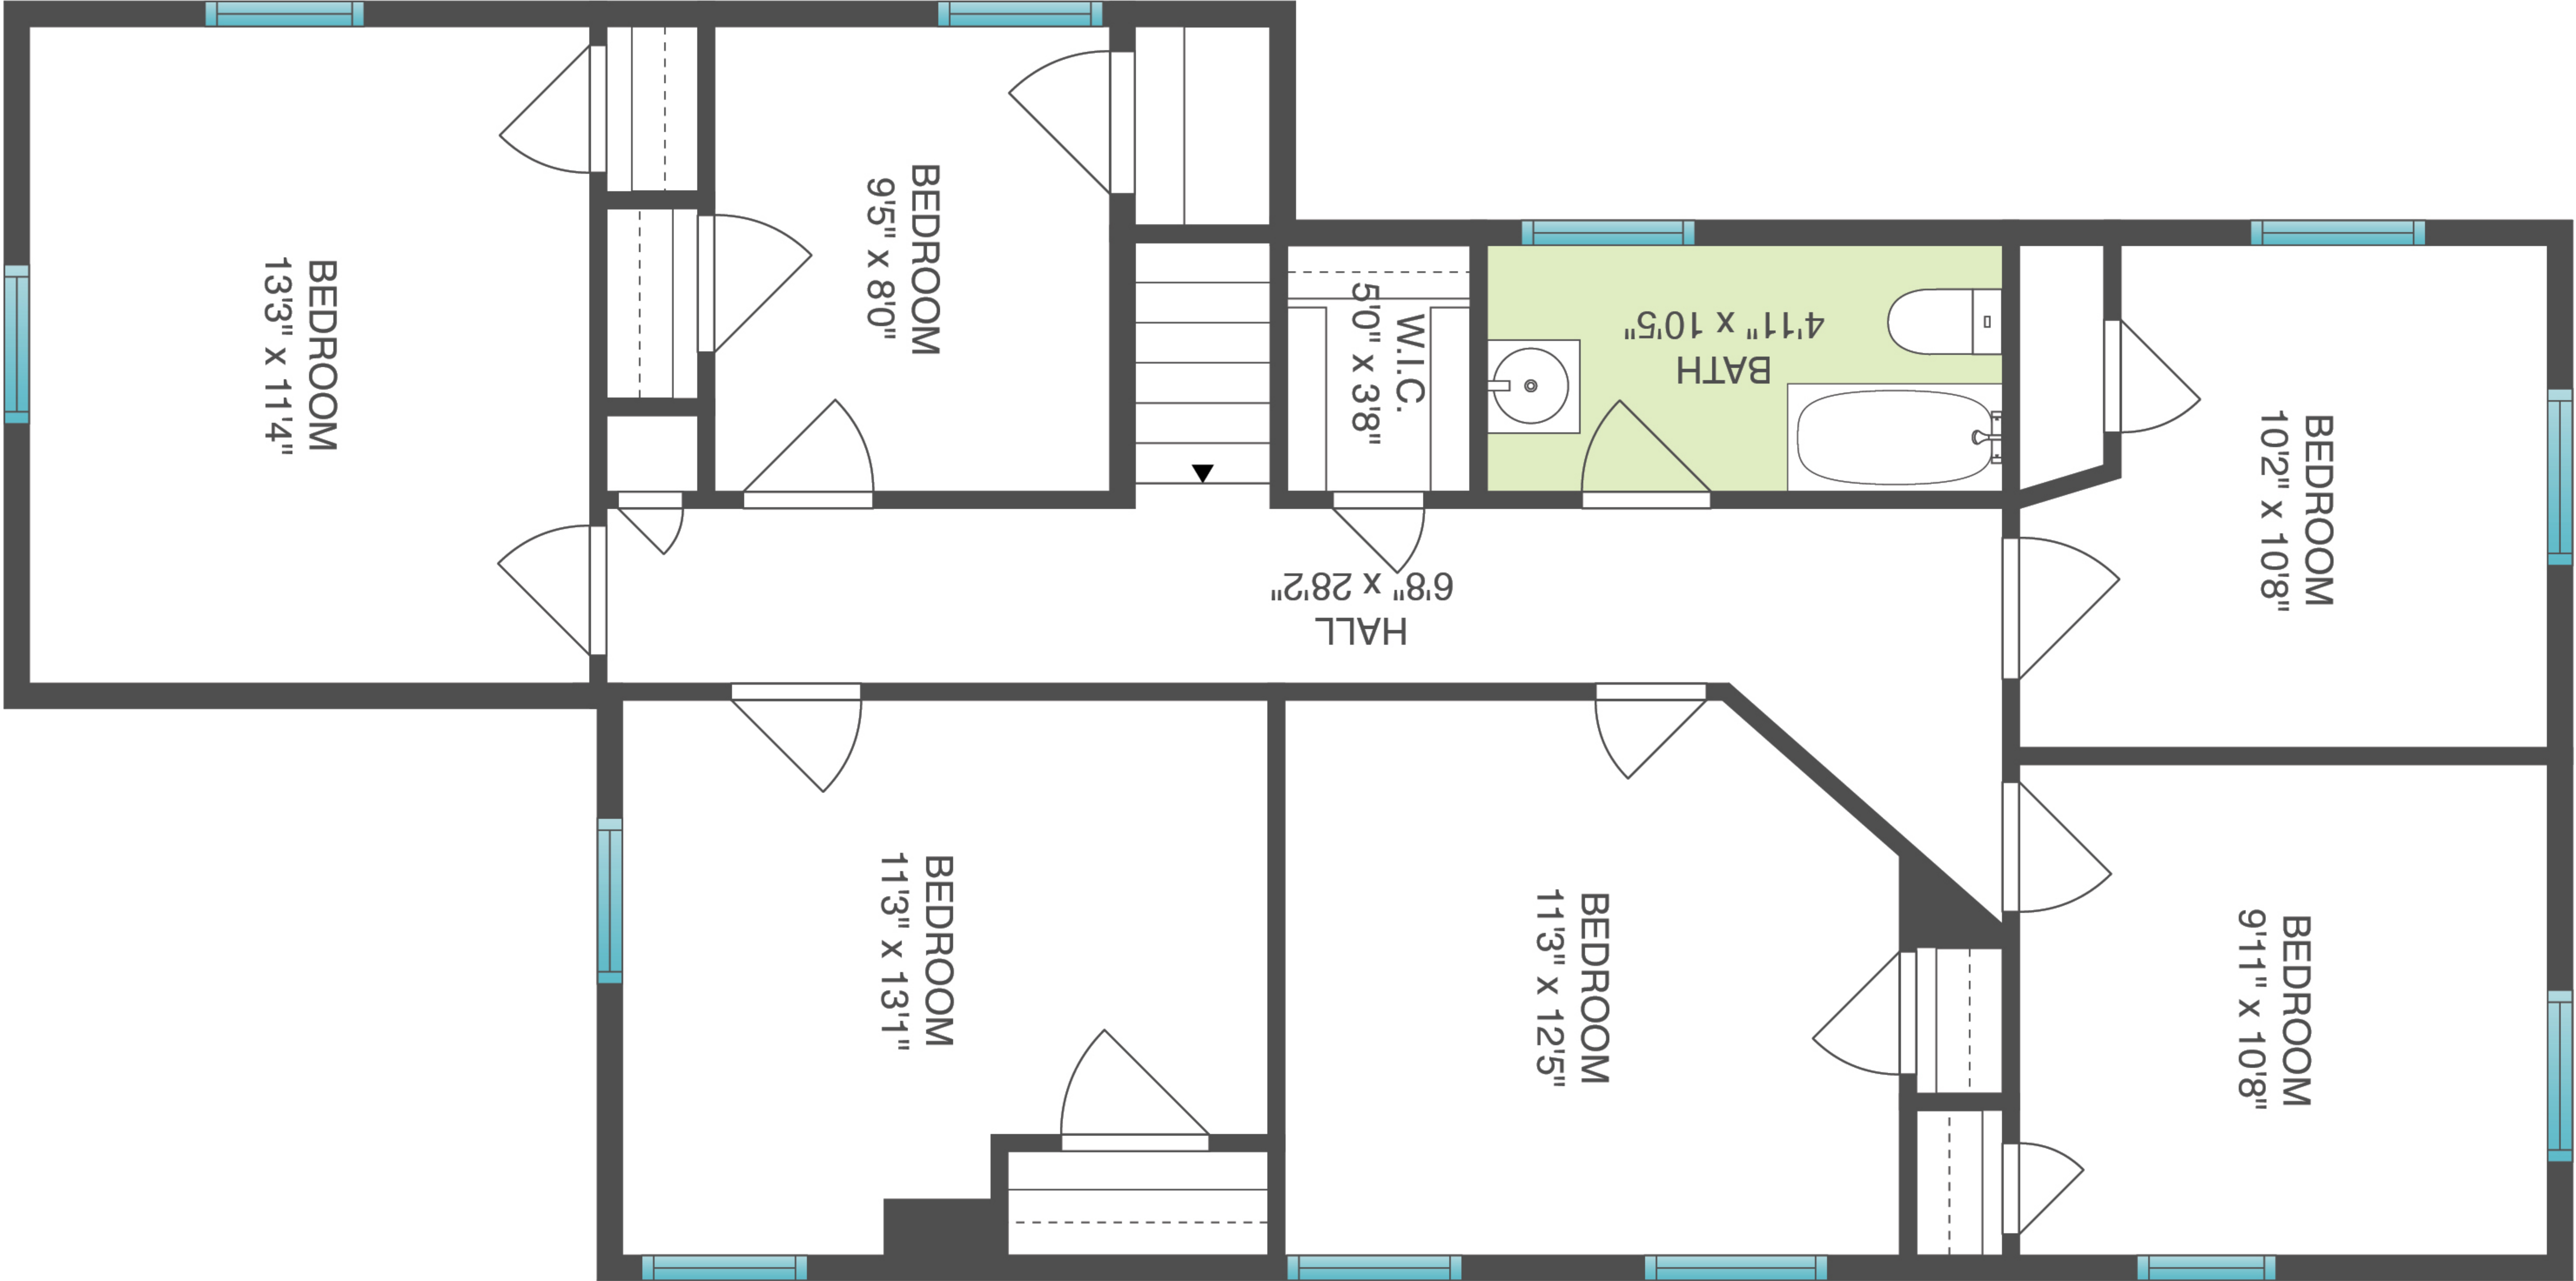 BEDROOM
13'3" x 11'4"
BEDROOM
9'5" x 8'0"
W.I.C.
5'0" x 3'8"
BATH
4'11" x 10'5"
BEDROOM
10'2" x 10'8"
HALL
6'8" x 28'2"
BEDROOM
11'3" x 13'1"
BEDROOM
11'3" x 12'5"
BEDROOM
9'11" x 10'8"